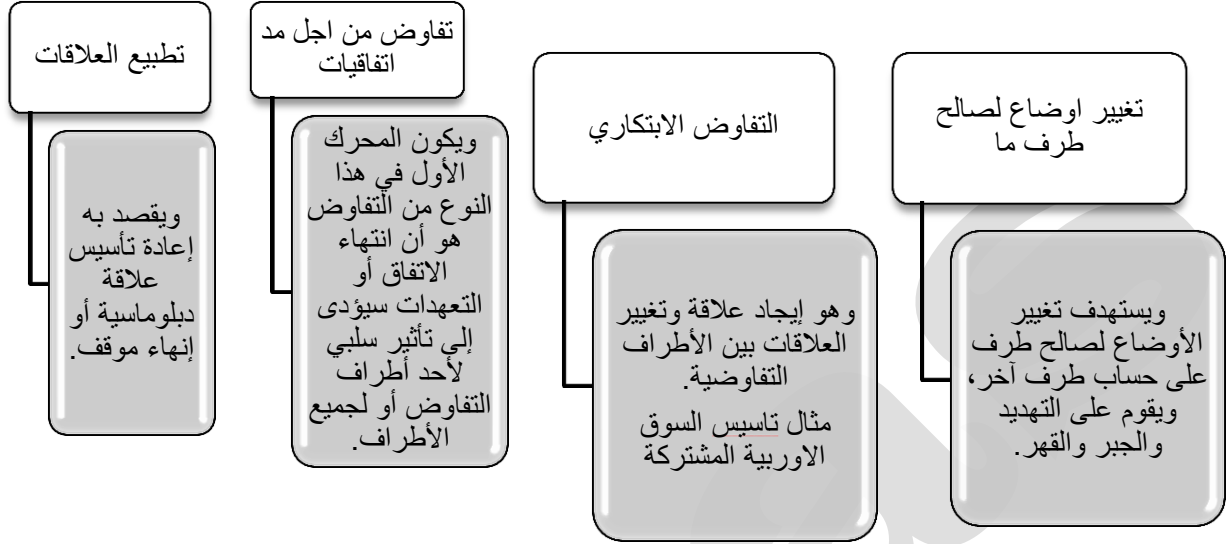 تغيير اوضاع لصالح
طرف ما
ويستهدف تغيير
الأوضاع لصالح طرف
على حساب طرف آخر،
ويقوم على التهديد
والجبر والقهر.
التفاوض الابتكاري
وهو إيجاد علاقة وتغيير
العلاقات بين الأطراف
التفاوضية.
مثال تاسيس السوق
الاوربية المشتركة
تفاوض من اجل مد
اتفاقيات
ويكون المحرك
الأول في هذا
النوع من التفاوض
هو أن انتهاء
الاتفاق أو
التعهدات سيؤدى
إلى تأثير سلبي
لأحد أطراف
التفاوض أو لجميع
الأطراف.
تطبيع العلاقات
ويقصد به
إعادة تأسيس
علاقة
دبلوماسية أو
إنهاء موقف.